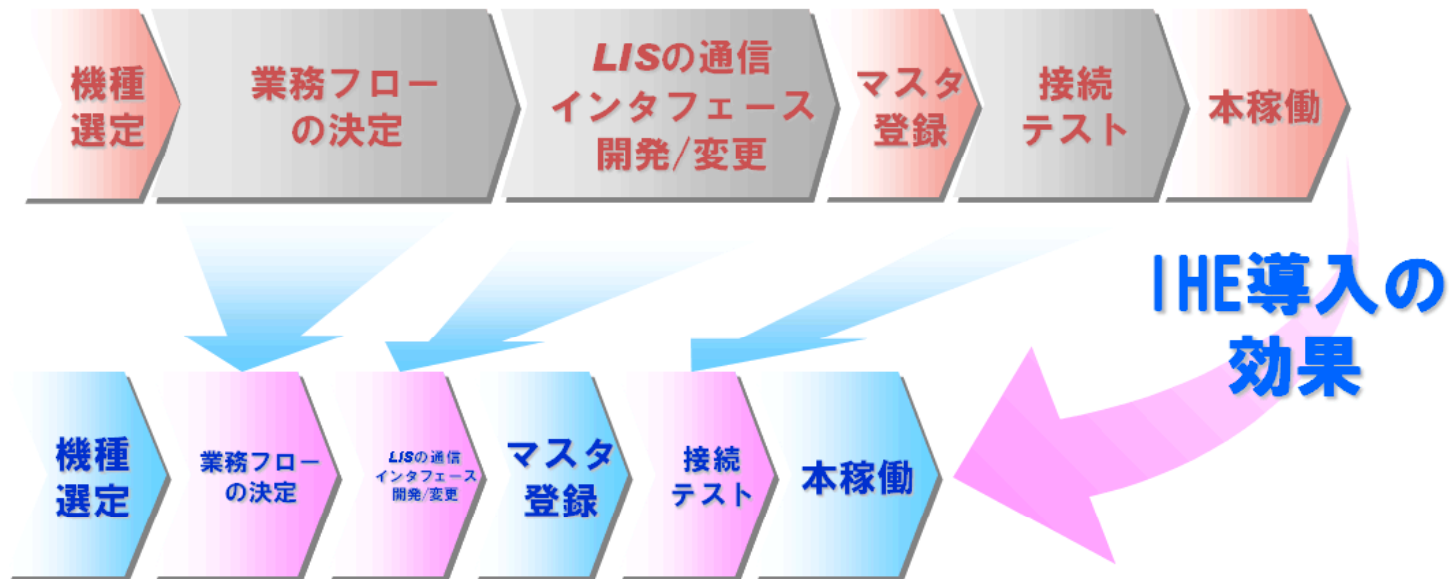 機種
選定
業務フロー
の決定
LISの通信
インタフェース
開発/変更
マスタ
登録
接続
テスト
本稼働
IHE導入の
効果
機種
選定
業務フロー
の決定
LISの通信
インタフェース
開発/変更
マスタ
登録
接続
テスト
本稼働